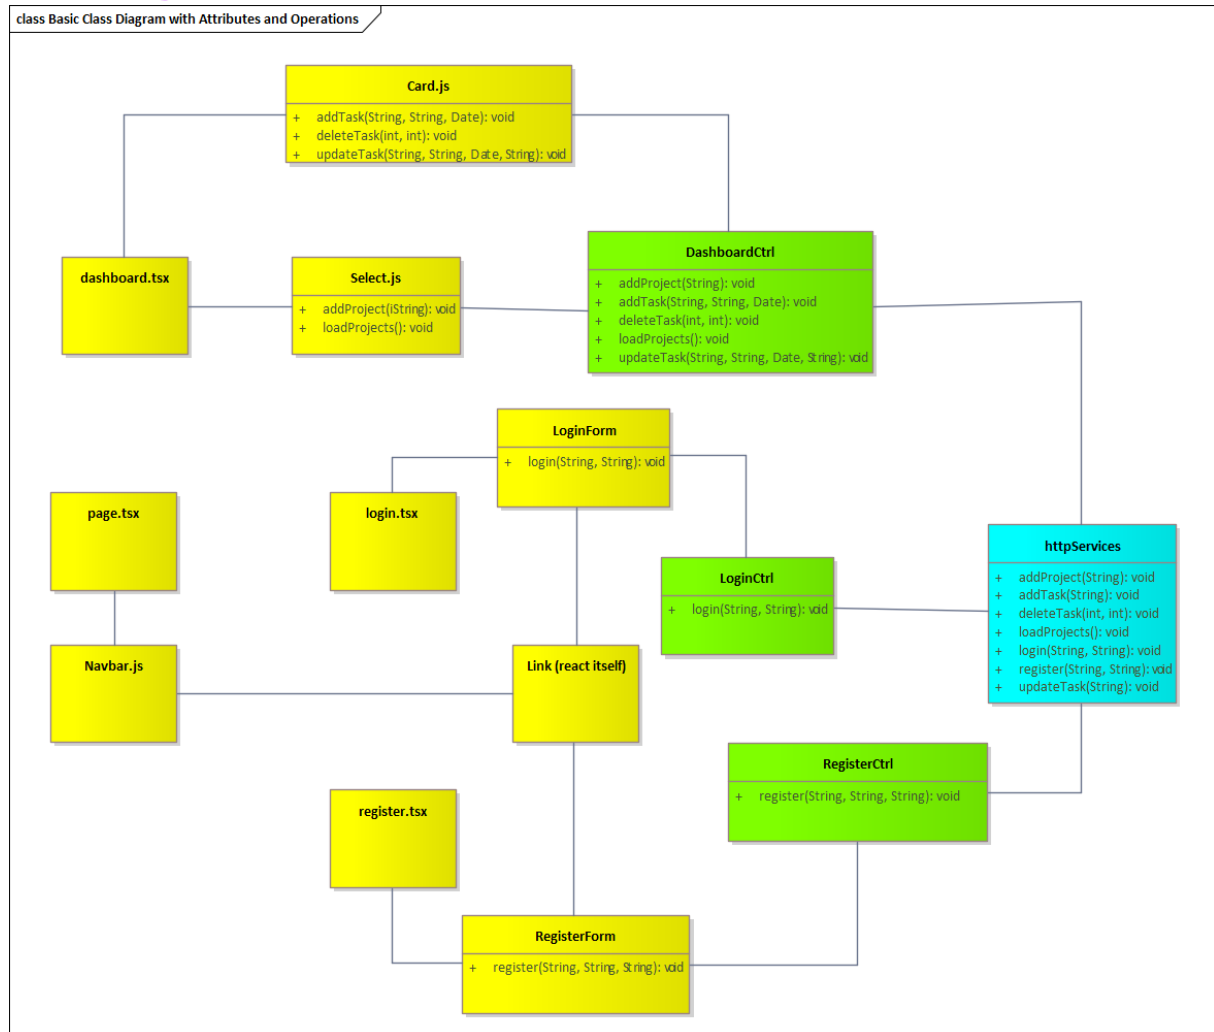 class Basic Class Diagram with Attributes and Operations
Card.js
+ addTask(String, String, Date): void
+ deleteTask(int, int): void
+ updateTask(String, String, Date, String): void
dashboard.tsx
Select.js
+ addProject(iString): void
+ loadProjects(): void
DashboardCtrl
+ addProject(String): void
+ addTask(String, String, Date): void
+ deleteTask(int, int): void
+ loadProjects(): void
+ updateTask(String, String, Date, String): void
LoginForm
+ login(String, String): void
page.tsx
login.tsx
LoginCtrl
+ login(String, String): void
httpServices
+ addProject(String): void
+ addTask(String): void
+ deleteTask(int, int): void
+ loadProjects(): void
+ login(String, String): void
+ register(String, String): void
+ updateTask(String): void
Navbar.js
Link (react itself)
RegisterCtrl
+ register(String, String, String): void
register.tsx
RegisterForm
+ register(String, String, String): void